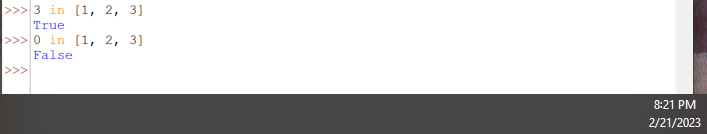 >>> 3 in [1, 2, 3]
True
>>> 0 in [1, 2, 3]
False
>>>
8:21 PM
2/21/2023